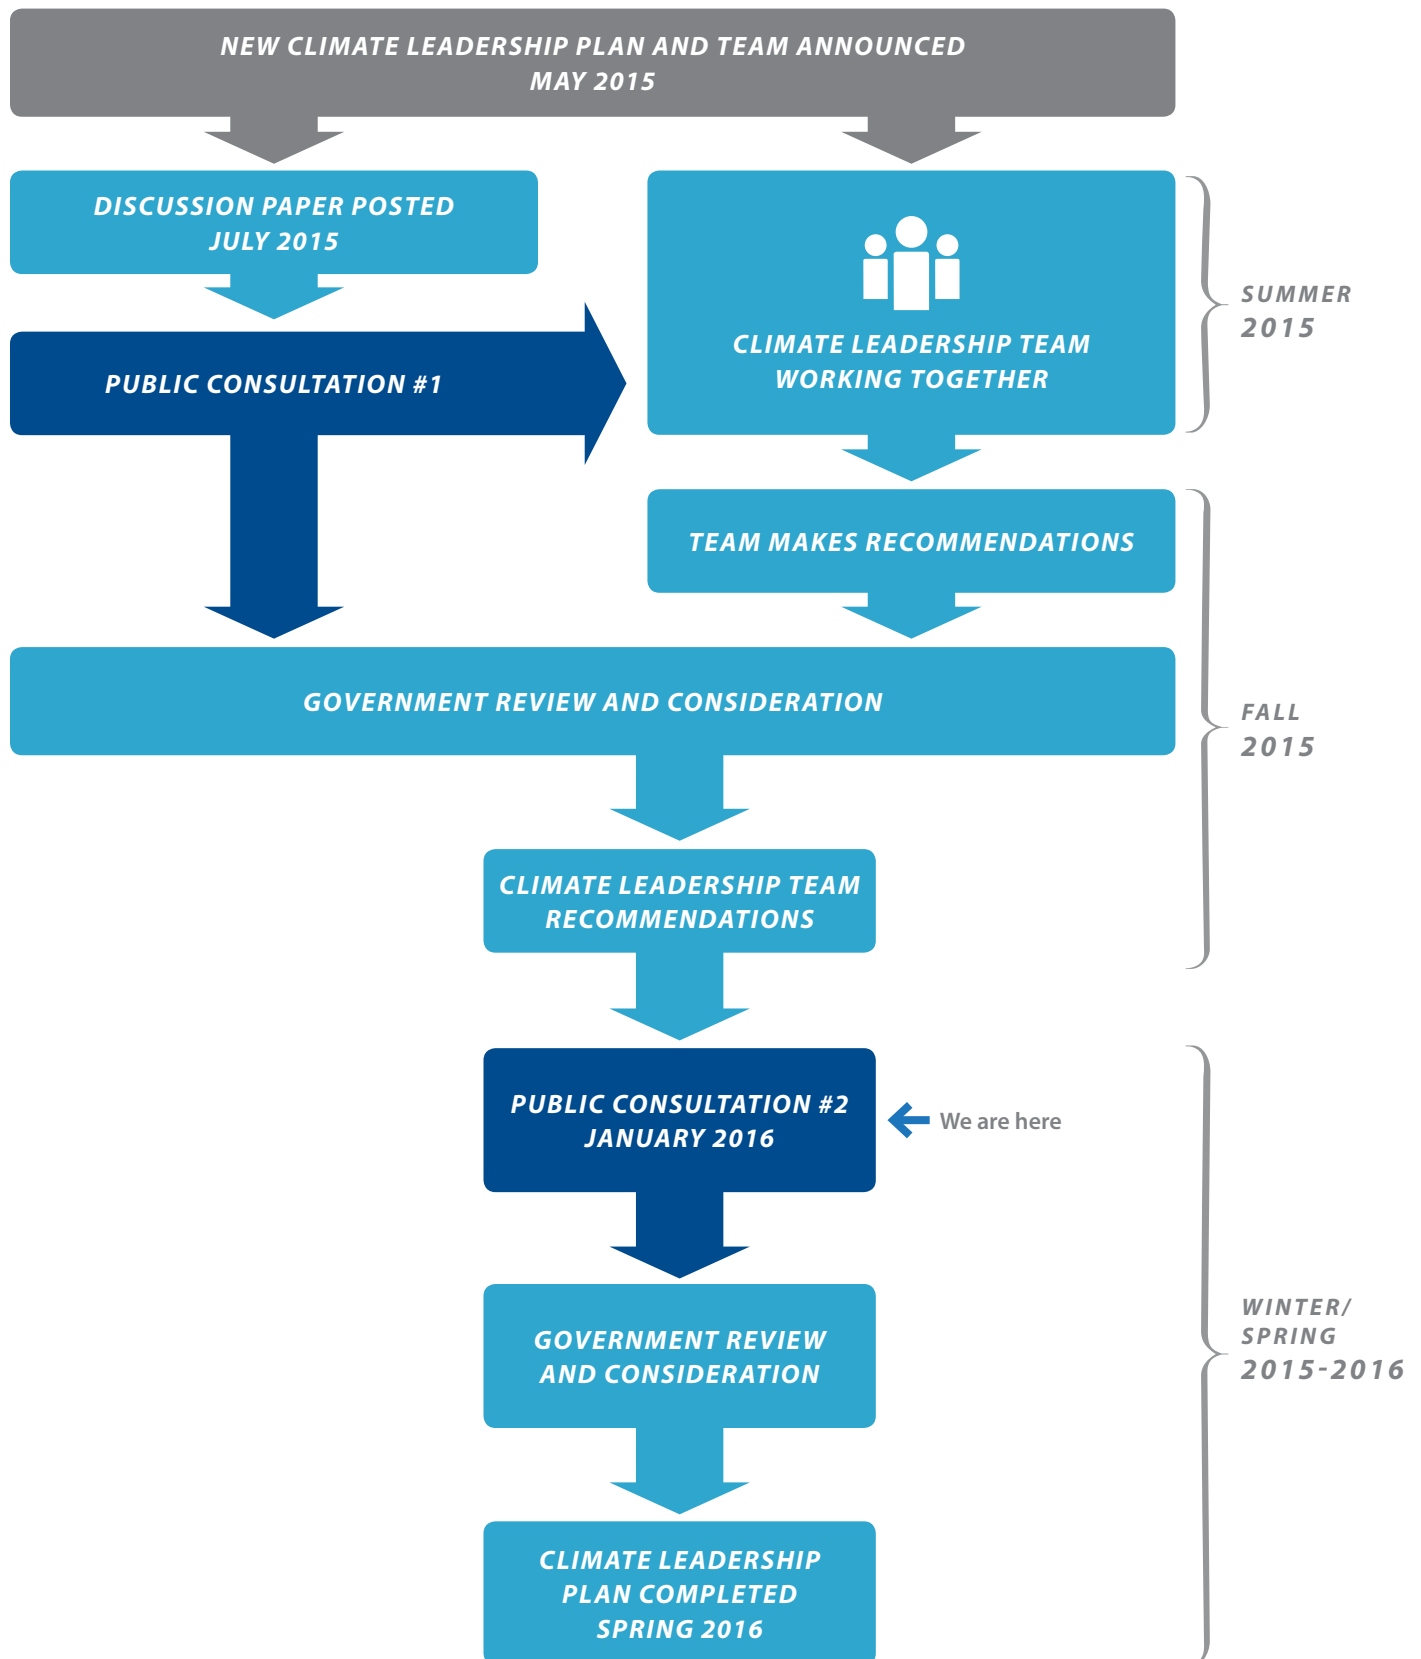 NEW CLIMATE LEADERSHIP PLAN AND TEAM ANNOUNCED
MAY 2015
DISCUSSION PAPER POSTED
JULY 2015
PUBLIC CONSULTATION #1
CLIMATE LEADERSHIP TEAM
WORKING TOGETHER
SUMMER
2015
TEAM MAKES RECOMMENDATIONS
GOVERNMENT REVIEW AND CONSIDERATION
FALL
2015
CLIMATE LEADERSHIP TEAM
RECOMMENDATIONS
PUBLIC CONSULTATION #2
JANUARY 2016
We are here
GOVERNMENT REVIEW
AND CONSIDERATION
WINTER/
SPRING
2015-2016
CLIMATE LEADERSHIP
PLAN COMPLETED
SPRING 2016